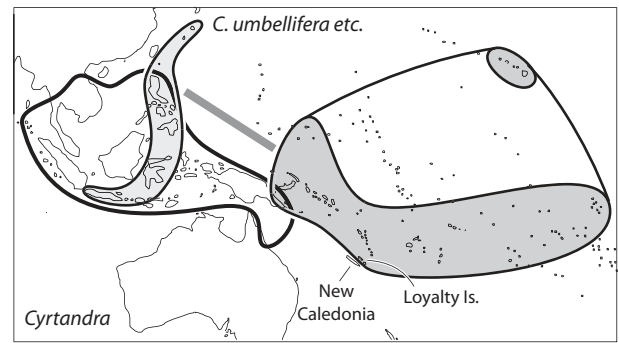 C. umbellifera etc.
New
Caledonia
Loyalty Is.
Cyrtandra